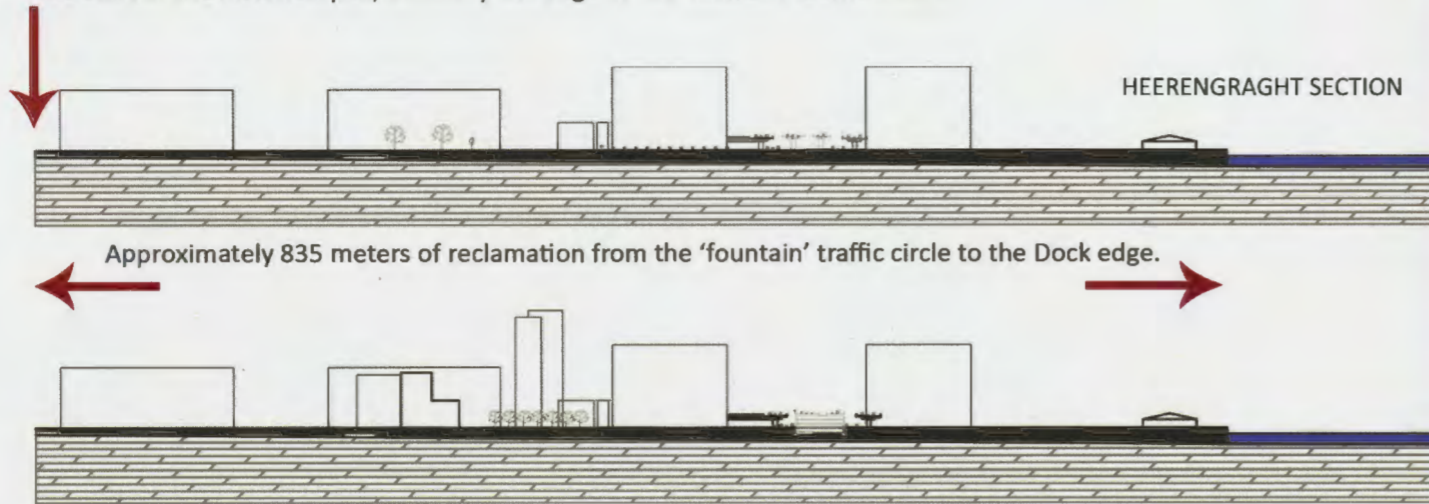 HEERENGRAGHT SECTION
Approximately 835 meters of reclamation from the ‘fountain’ traffic circle to the Dock edge.